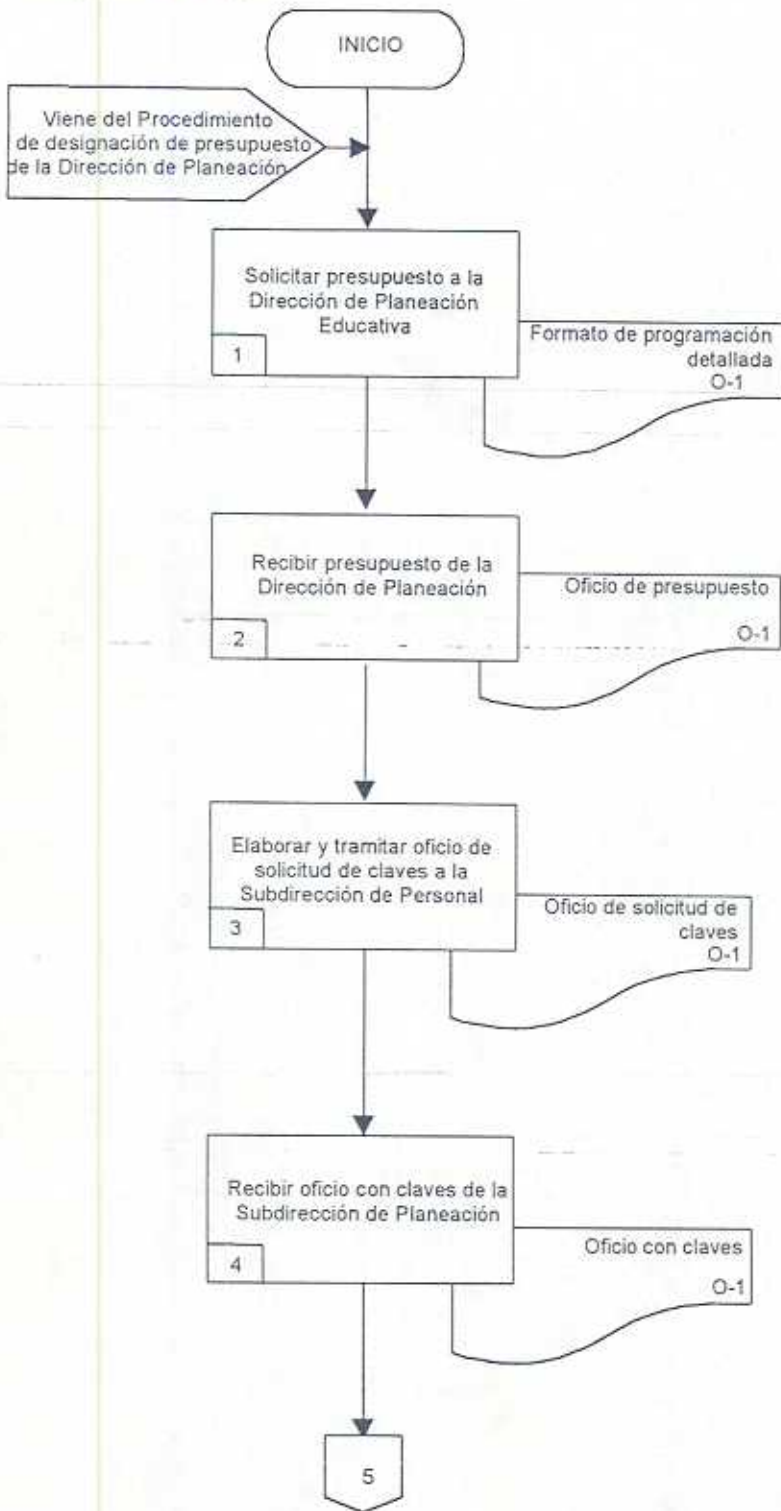 INICIO
Viene del Procedimiento
de designación de presupuesto
de la Dirección de Planeación
Solicitar presupuesto a la
Dirección de Planeación
Educativa
1
Formato de programación
detallada
O-1
Recibir presupuesto de la
Dirección de Planeación
2
Oficio de presupuesto
O-1
Elaborar y tramitar oficio de
solicitud de claves a la
Subdirección de Personal
3
Oficio de solicitud de
claves
O-1
Recibir oficio con claves de la
Subdirección de Planeación
4
Oficio con claves
O-1
5